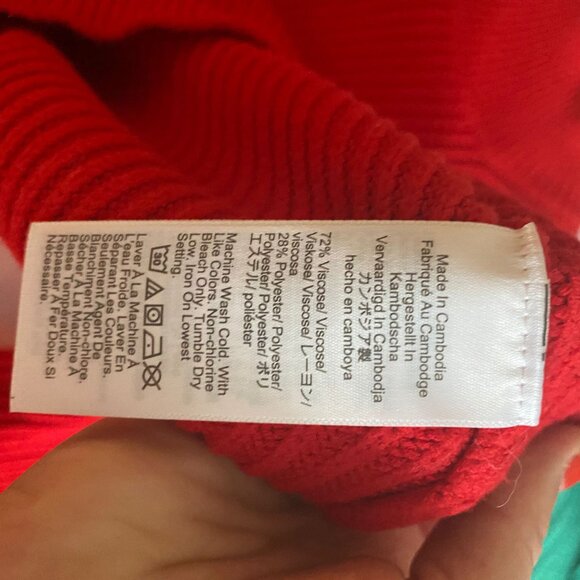 Made In Cambodia
Fabriqué Au Cambodge
Hergestellt In
Kambodscha
Vervaardigd In Cambodja
カンボジア製
hecho en camboya
72% Viscose/ Viscose/
Viskose/ Viscose/ レーヨン/
viscosa
28% Polyester/ Polyester/
Polyester/ Polyester/ ポリ
エステル/ poliéster
Machine Wash Cold. With
Like Colors. Non-chlorine
Bleach Only. Tumble Dry
Low. Iron On Lowest
Setting
30
Laver À La Machine À
L'eau Froide. Laver En
Séparant Les Couleurs.
Seulement Agent De
Blanchiment Non-chlore.
Sécher À La Machine À
Basse Température.
Repasser À Fer Doux Si
Nécessaire.